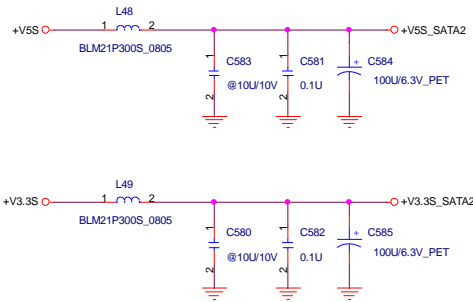 L48
+V5S 1 2 +V5S_SATA2
BLM21P300S_0805
1 C583 1 C581 + C584
2 @10U/10V 2 0.1U 100U/6.3V_PET
L49
+V3.3S 1 2 +V3.3S_SATA2
BLM21P300S_0805
1 C580 1 C582 + C585
2 @10U/10V 2 0.1U 100U/6.3V_PET